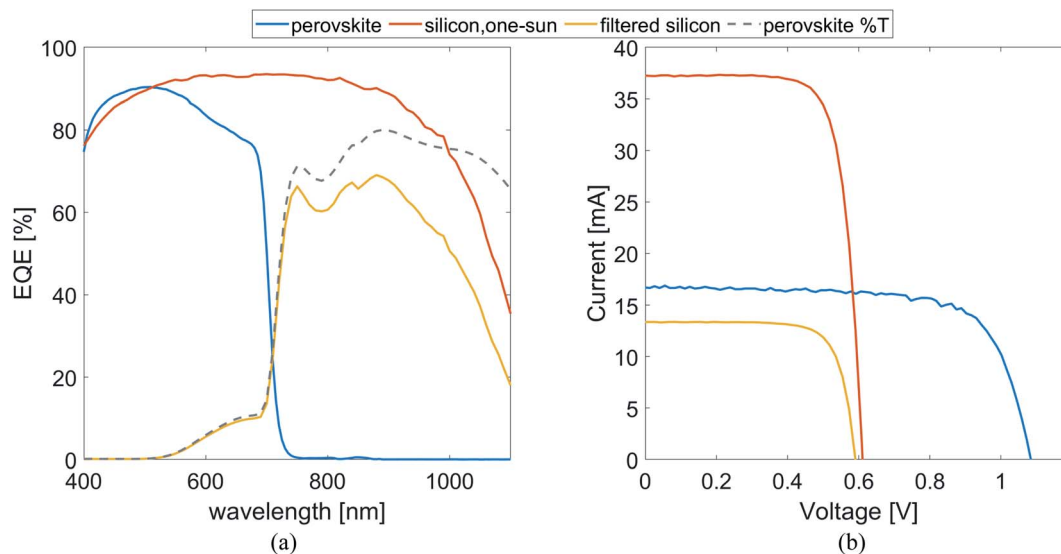 perovskite silicon,one-sun filtered silicon perovskite %T
100
80
60
40
20
0
EQE [%]
400 600 800 1000
wavelength [nm]
(a)
40
35
30
25
20
15
10
5
0
Current [mA]
0 0.2 0.4 0.6 0.8 1
Voltage [V]
(b)